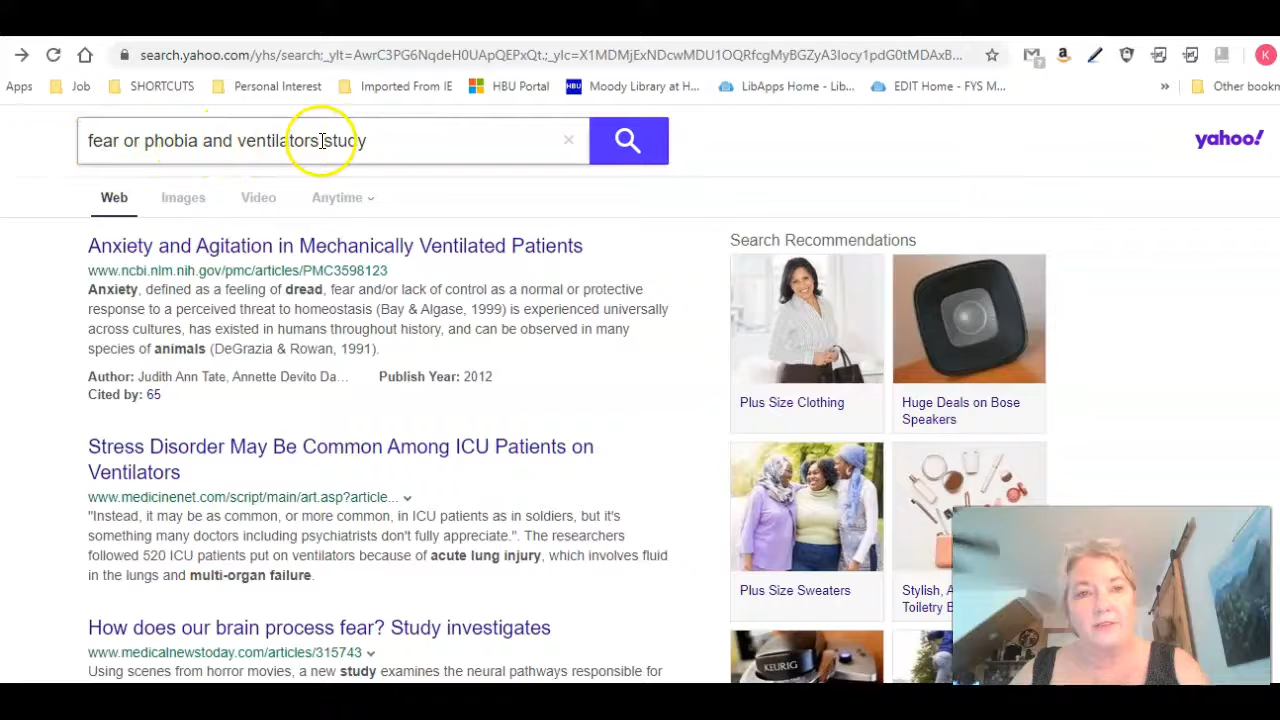 search.yahoo.com/yhs/search;_ylt=AwrC3PG6NqdeH0UApQEPxQt.;_ylc=X1MDMjExNDcwMDU1OQRfcgMyBGZyA3locy1pdG0tMDAxB...
K
Apps Job SHORTCUTS Personal Interest Imported From IE HBU Portal HBU Moody Library at H... LibApps Home - Lib... EDIT Home - FYS M... » Other bookm
fear or phobia and ventilators study
yahoo!
Web Images Video Anytime
Search Recommendations
Anxiety and Agitation in Mechanically Ventilated Patients
www.ncbi.nlm.nih.gov/pmc/articles/PMC3598123
Anxiety, defined as a feeling of dread, fear and/or lack of control as a normal or protective
response to a perceived threat to homeostasis (Bay & Algase, 1999) is experienced universally
across cultures, has existed in humans throughout history, and can be observed in many
species of animals (DeGrazia & Rowan, 1991).
Author: Judith Ann Tate, Annette Devito Da... Publish Year: 2012
Cited by: 65
Plus Size Clothing
Huge Deals on Bose
Speakers
Stress Disorder May Be Common Among ICU Patients on
Ventilators
www.medicinenet.com/script/main/art.asp?article...
"Instead, it may be as common, or more common, in ICU patients as in soldiers, but it's
something many doctors including psychiatrists don't fully appreciate.". The researchers
followed 520 ICU patients put on ventilators because of acute lung injury, which involves fluid
in the lungs and multi-organ failure.
Plus Size Sweaters
Stylish, A
Toiletry B
How does our brain process fear? Study investigates
www.medicalnewstoday.com/articles/315743
Using scenes from horror movies, a new study examines the neural pathways responsible for
KEURIG